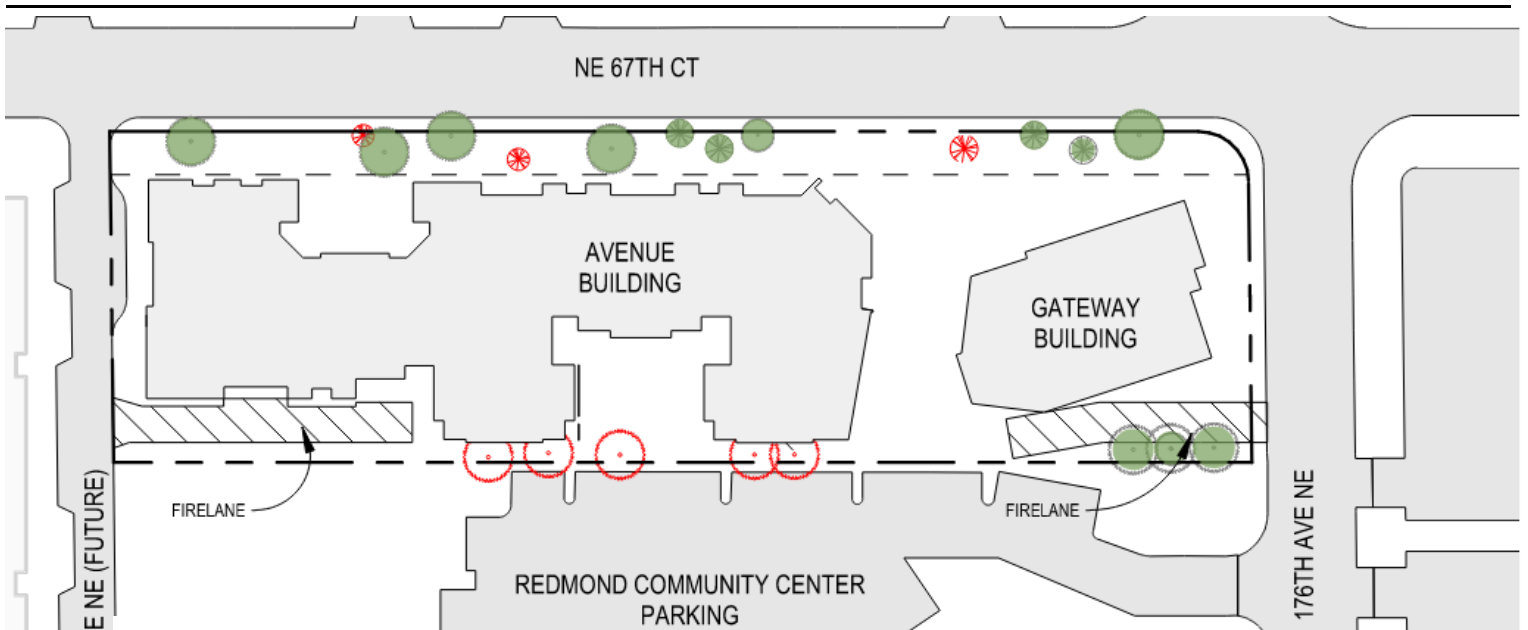 NE 67TH CT
AVENUE
BUILDING
GATEWAY
BUILDING
FIRELANE
FIRELANE
E NE (FUTURE)
176TH AVE NE
REDMOND COMMUNITY CENTER
PARKING